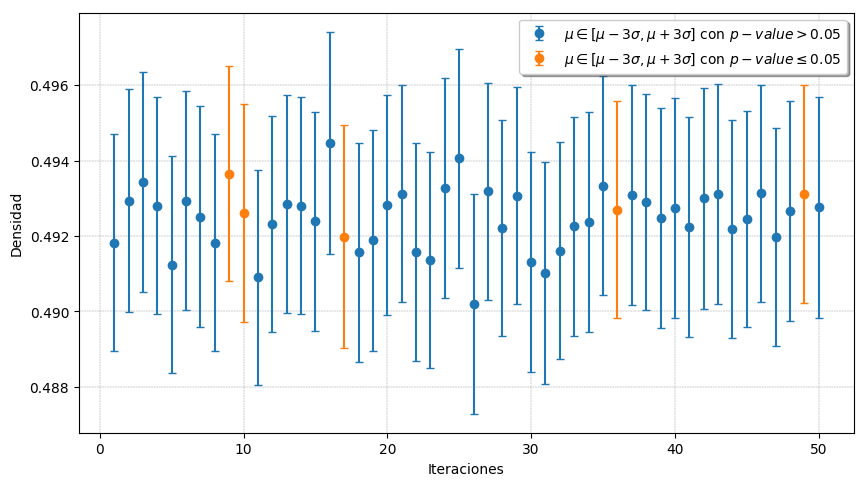 μ ∈ [μ − 3σ, μ + 3σ] con p − value > 0.05
μ ∈ [μ − 3σ, μ + 3σ] con p − value ≤ 0.05
Densidad
0.496
0.494
0.492
0.490
0.488
0 10 20 30 40 50
Iteraciones